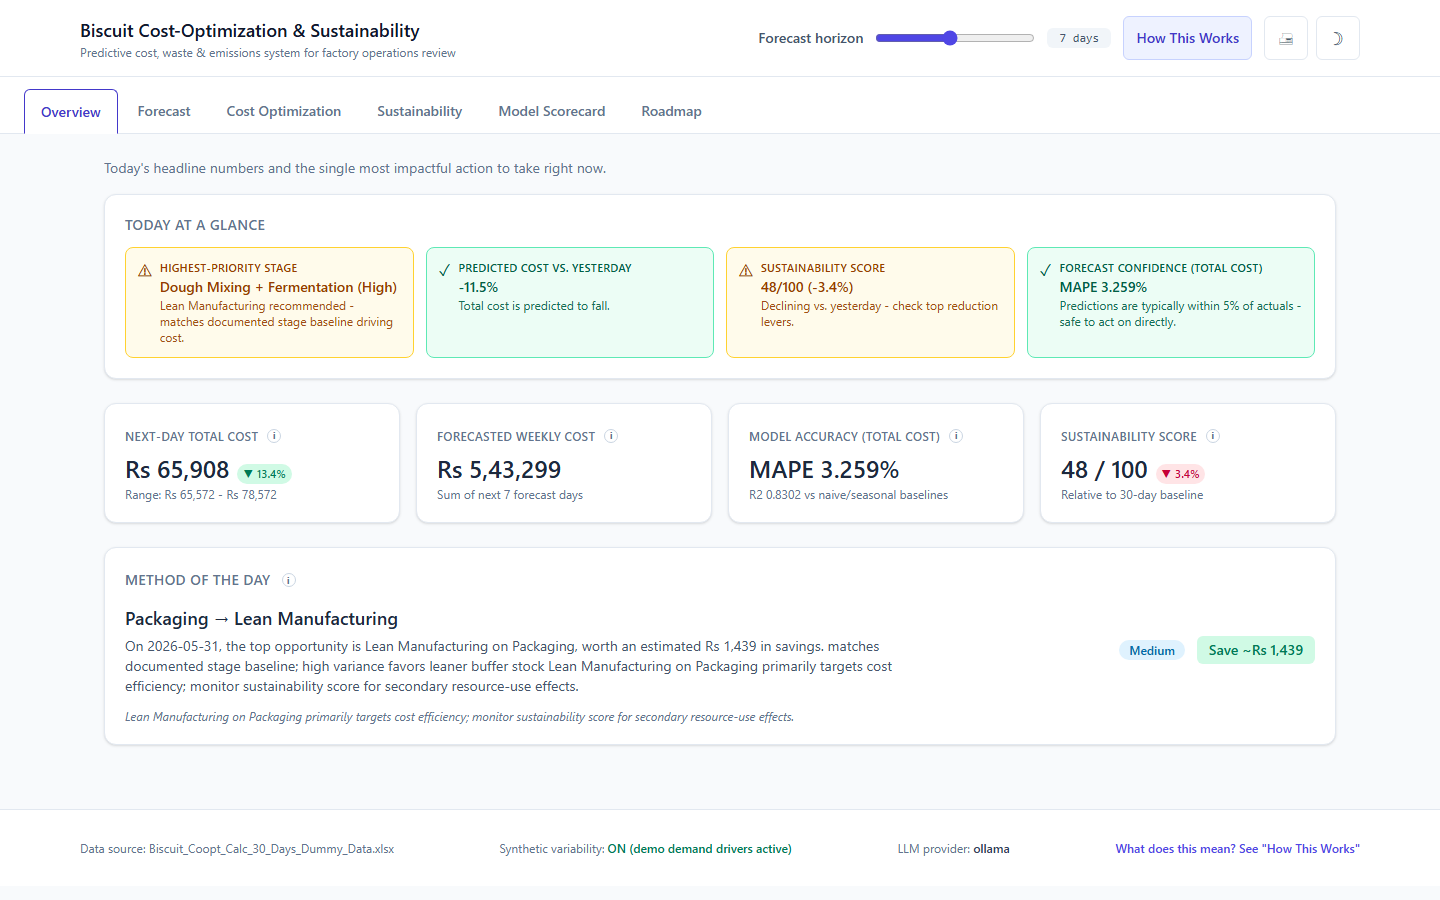 Biscuit Cost-Optimization & Sustainability
Predictive cost, waste & emissions system for factory operations review
Forecast horizon
7 days
How This Works
Overview
Forecast
Cost Optimization
Sustainability
Model Scorecard
Roadmap
Today's headline numbers and the single most impactful action to take right now.
TODAY AT A GLANCE
HIGHEST-PRIORITY STAGE
Dough Mixing + Fermentation (High)
Lean Manufacturing recommended -
matches documented stage baseline driving
cost.
PREDICTED COST VS. YESTERDAY
-11.5%
Total cost is predicted to fall.
SUSTAINABILITY SCORE
48/100 (-3.4%)
Declining vs. yesterday - check top reduction
levers.
FORECAST CONFIDENCE (TOTAL COST)
MAPE 3.259%
Predictions are typically within 5% of actuals -
safe to act on directly.
NEXT-DAY TOTAL COST i
Rs 65,908 ▼ 13.4%
Range: Rs 65,572 - Rs 78,572
FORECASTED WEEKLY COST i
Rs 5,43,299
Sum of next 7 forecast days
MODEL ACCURACY (TOTAL COST) i
MAPE 3.259%
R2 0.8302 vs naive/seasonal baselines
SUSTAINABILITY SCORE i
48 / 100 ▼ 3.4%
Relative to 30-day baseline
METHOD OF THE DAY i
Packaging → Lean Manufacturing
On 2026-05-31, the top opportunity is Lean Manufacturing on Packaging, worth an estimated Rs 1,439 in savings. matches
documented stage baseline; high variance favors leaner buffer stock Lean Manufacturing on Packaging primarily targets cost
efficiency; monitor sustainability score for secondary resource-use effects.
Medium
Save ~Rs 1,439
Lean Manufacturing on Packaging primarily targets cost efficiency; monitor sustainability score for secondary resource-use effects.
Data source: Biscuit_Coopt_Calc_30_Days_Dummy_Data.xlsx
Synthetic variability: ON (demo demand drivers active)
LLM provider: ollama
What does this mean? See "How This Works"